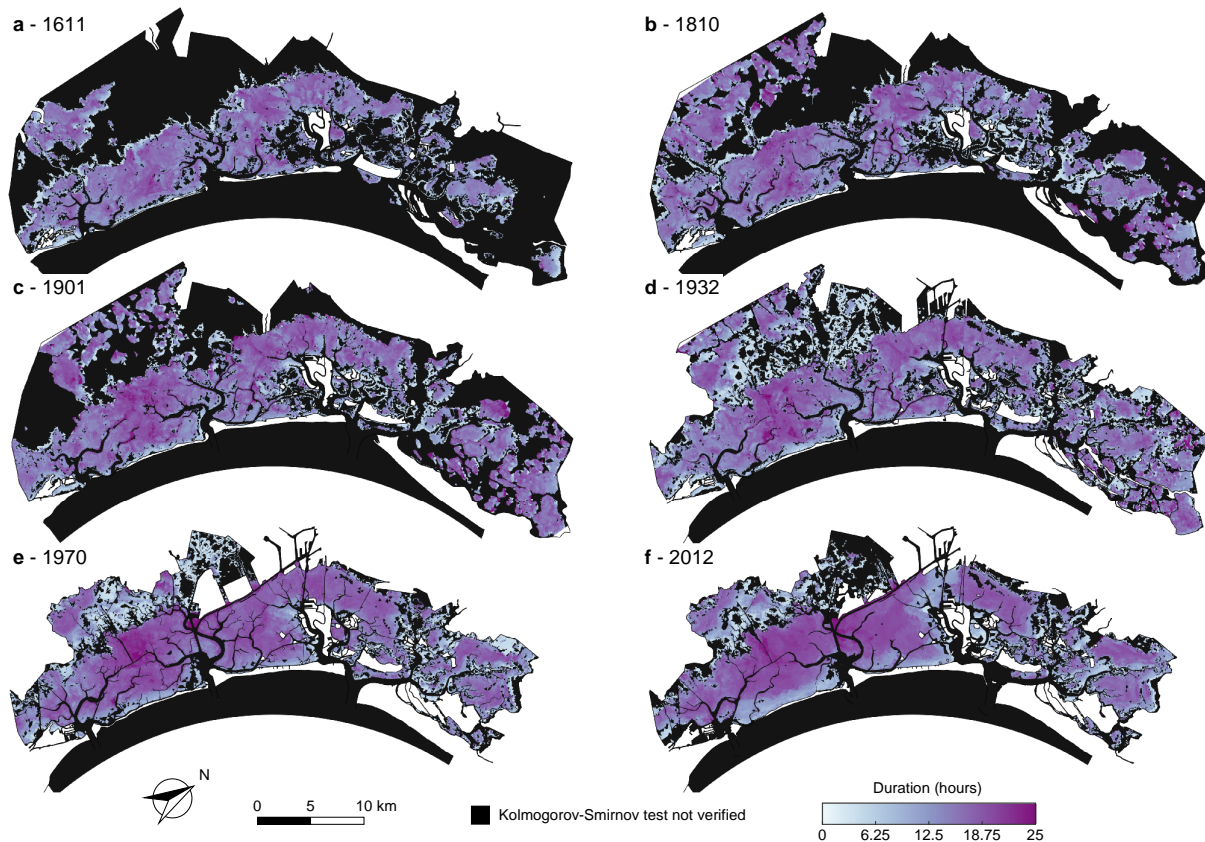 a - 1611
b - 1810
c - 1901
d - 1932
e - 1970
f - 2012
N
0 5 10 km
Kolmogorov-Smirnov test not verified
Duration (hours)
0 6.25 12.5 18.75 25